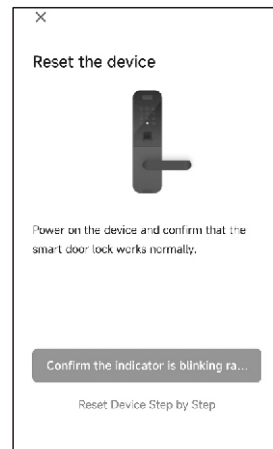 Reset the device
Power on the device and confirm that the
smart door lock works normally.
Confirm the indicator is blinking ra...
Reset Device Step by Step